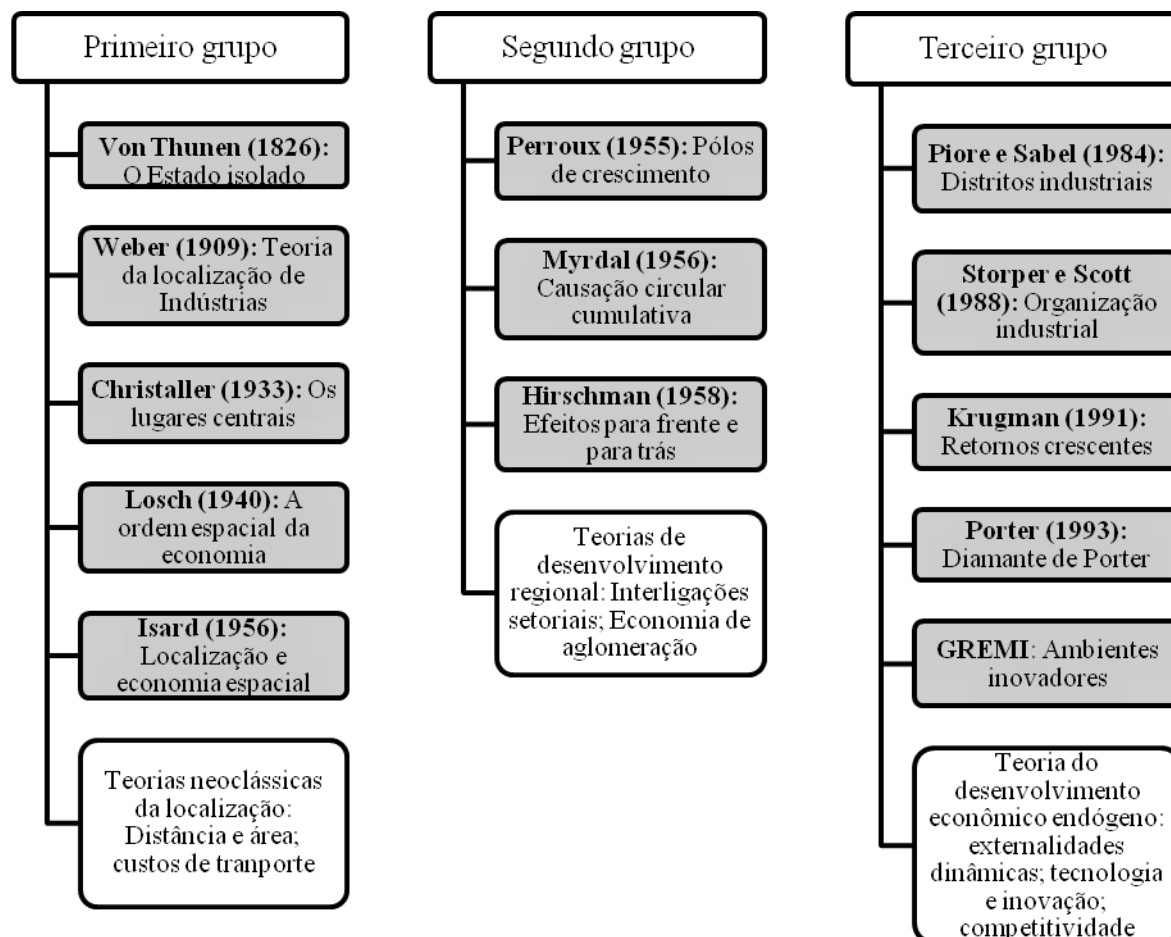 Primeiro grupo
Von Thunen (1826):
O Estado isolado
Weber (1909): Teoria
da localização de
Indústrias
Christaller (1933): Os
lugares centrais
Losch (1940): A
ordem espacial da
economia
Isard (1956):
Localização e
economia espacial
Teorias neoclássicas
da localização:
Distância e área;
custos de tranporte
Segundo grupo
Perroux (1955): Pólos
de crescimento
Myrdal (1956):
Causação circular
cumulativa
Hirschman (1958):
Efeitos para frente e
para trás
Teorias de
desenvolvimento
regional: Interligações
setoriais; Economia de
aglomeração
Terceiro grupo
Piore e Sabel (1984):
Distritos industriais
Storper e Scott
(1988): Organização
industrial
Krugman (1991):
Retornos crescentes
Porter (1993):
Diamante de Porter
GREMI: Ambientes
inovadores
Teoria do
desenvolvimento
econômico endógeno:
externalidades
dinâmicas; tecnologia
e inovação;
competitividade